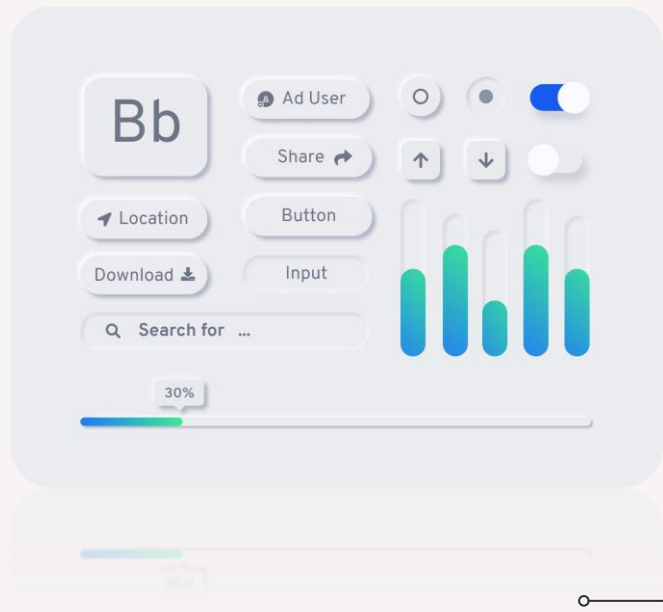 Bb
Ad User
Share
Location
Button
Download
Input
Search for ...
30%